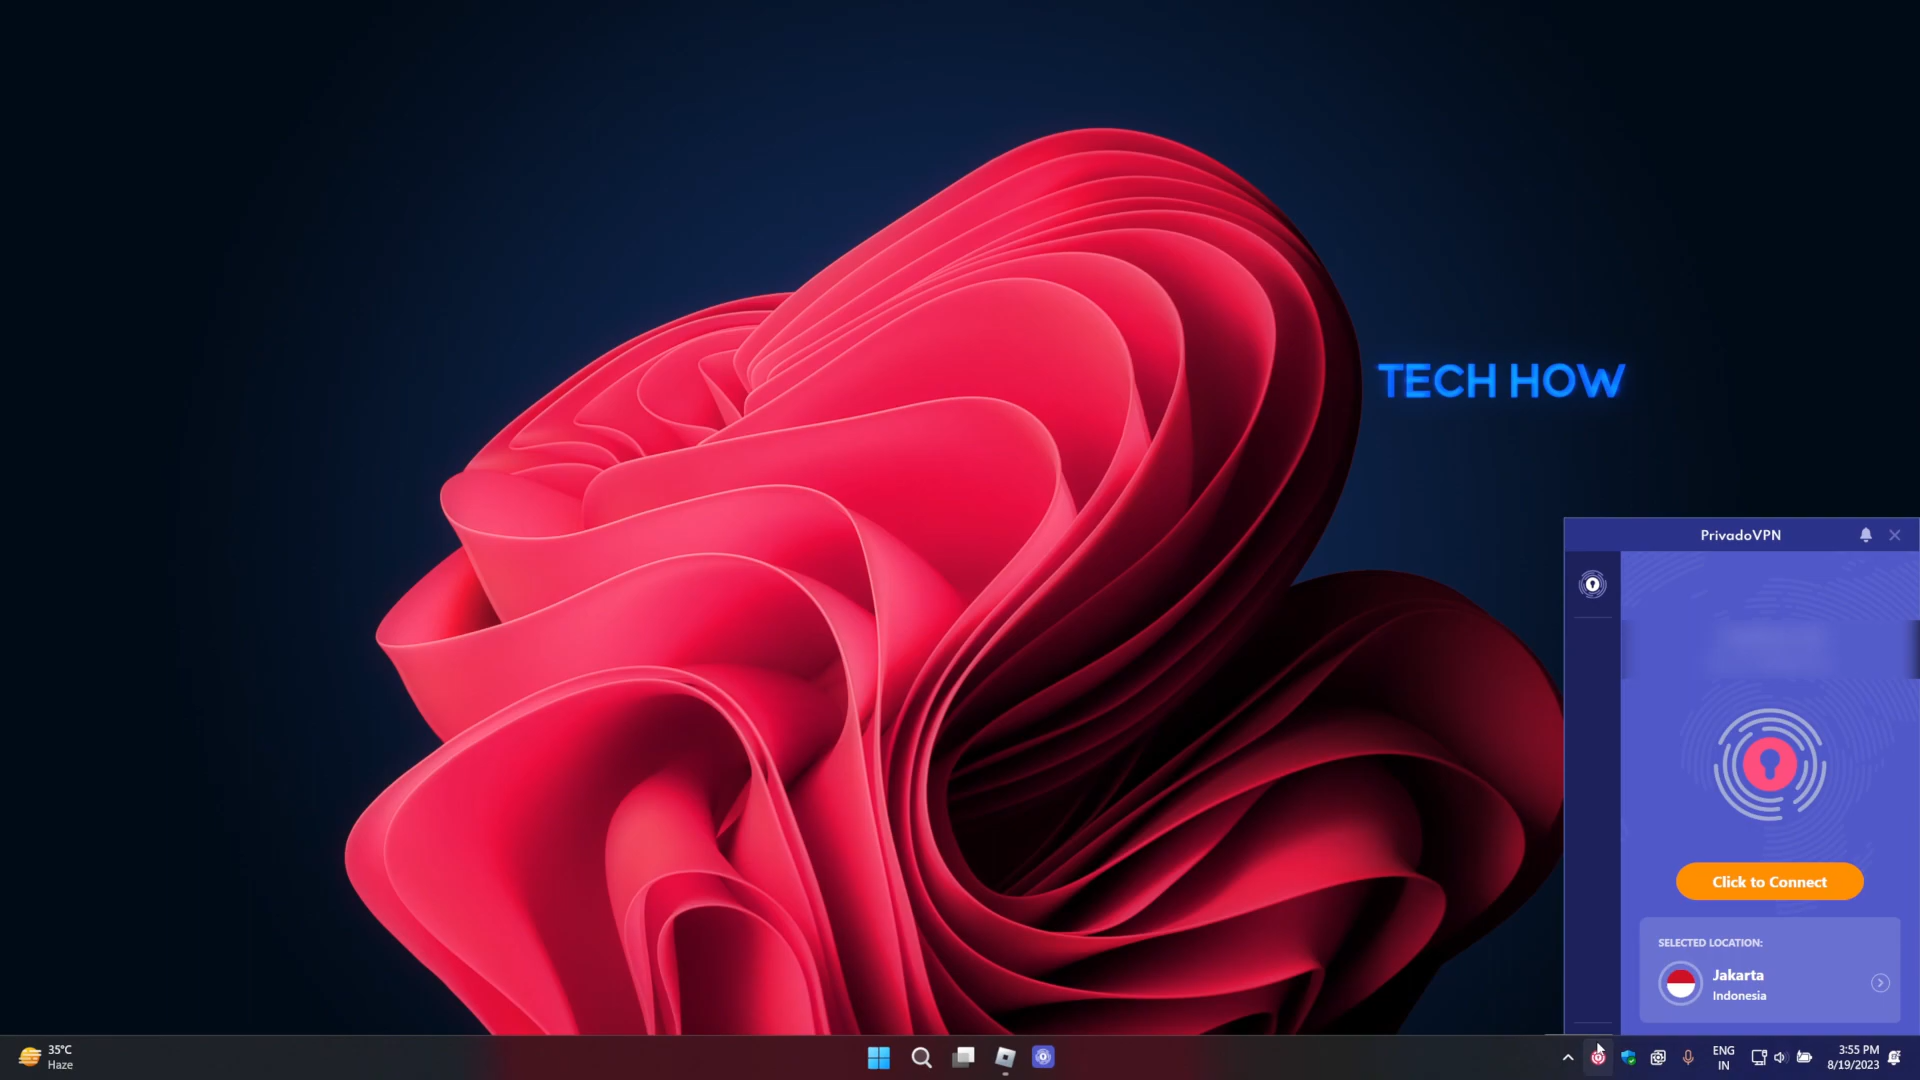 TECH HOW
PrivadoVPN
Click to Connect
SELECTED LOCATION:
Jakarta
Indonesia
35°C
Haze
ENG
IN
3:55 PM
8/19/2023